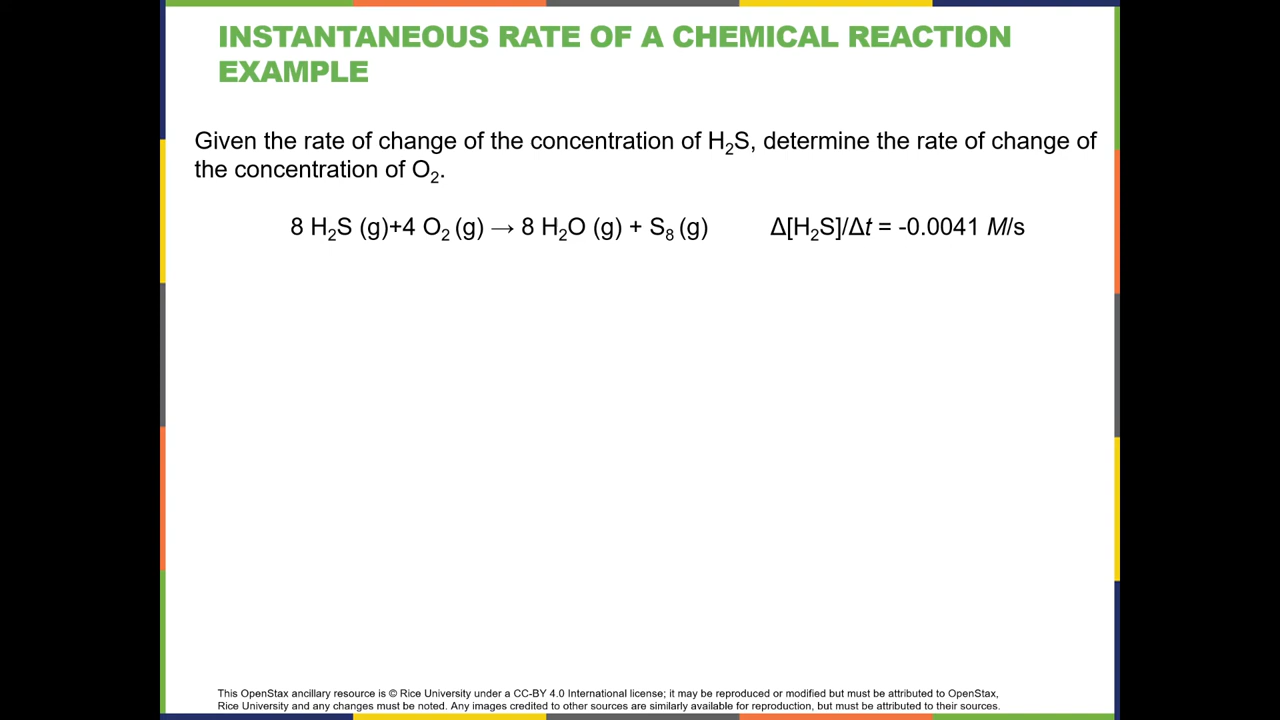 INSTANTANEOUS RATE OF A CHEMICAL REACTION
EXAMPLE
Given the rate of change of the concentration of H₂S, determine the rate of change of
the concentration of O₂.
8 H₂S (g)+4 O₂ (g) → 8 H₂O (g) + S₈ (g) Δ[H₂S]/Δt = -0.0041 M/s
This OpenStax ancillary resource is © Rice University under a CC-BY 4.0 International license; it may be reproduced or modified but must be attributed to OpenStax,
Rice University and any changes must be noted. Any images credited to other sources are similarly available for reproduction, but must be attributed to their sources.